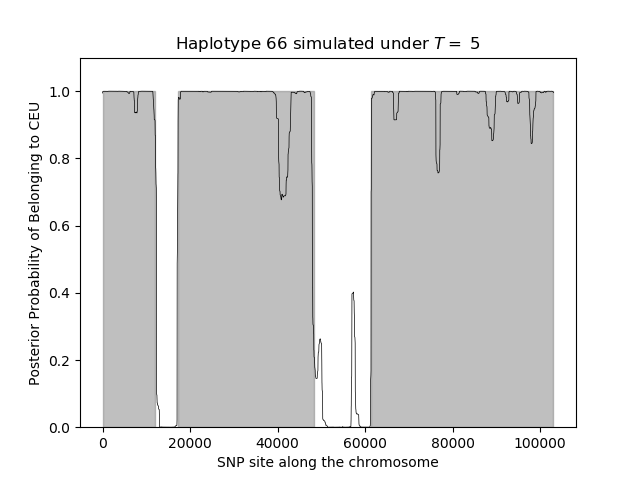 Haplotype 66 simulated under T = 5
Posterior Probability of Belonging to CEU
1.0
0.8
0.6
0.4
0.2
0.0
0 20000 40000 60000 80000 100000
SNP site along the chromosome